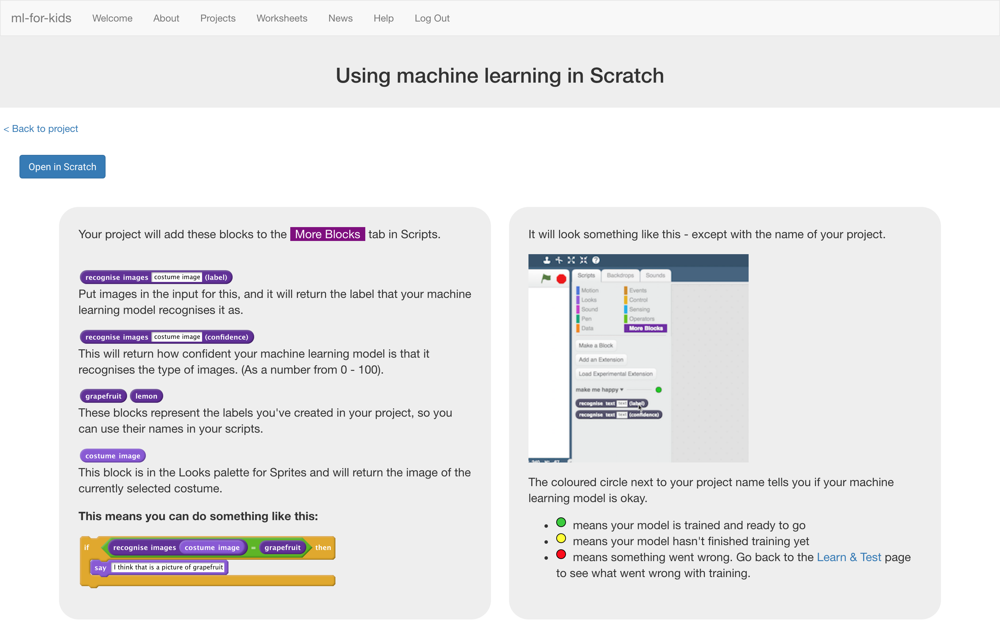 ml-for-kids Welcome About Projects Worksheets News Help Log Out
Using machine learning in Scratch
< Back to project
Open in Scratch
Your project will add these blocks to the More Blocks tab in Scripts.
recognise images costume image (label)
Put images in the input for this, and it will return the label that your machine
learning model recognises it as.
recognise images costume image (confidence)
This will return how confident your machine learning model is that it
recognises the type of images. (As a number from 0 - 100).
grapefruit lemon
These blocks represent the labels you've created in your project, so you
can use their names in your scripts.
costume image
This block is in the Looks palette for Sprites and will return the image of the
currently selected costume.
This means you can do something like this:
if recognise images costume image = grapefruit then
say I think that is a picture of grapefruit
It will look something like this - except with the name of your project.
Scripts Backdrops Sounds
Motion Events
Looks Control
Sound Sensing
Pen Operators
Data More Blocks
Make a Block
Add an Extension
Load Experimental Extension
make me happy
recognise text text (label)
recognise text text (confidence)
The coloured circle next to your project name tells you if your machine
learning model is okay.
• means your model is trained and ready to go
• means your model hasn't finished training yet
• means something went wrong. Go back to the Learn & Test page
to see what went wrong with training.